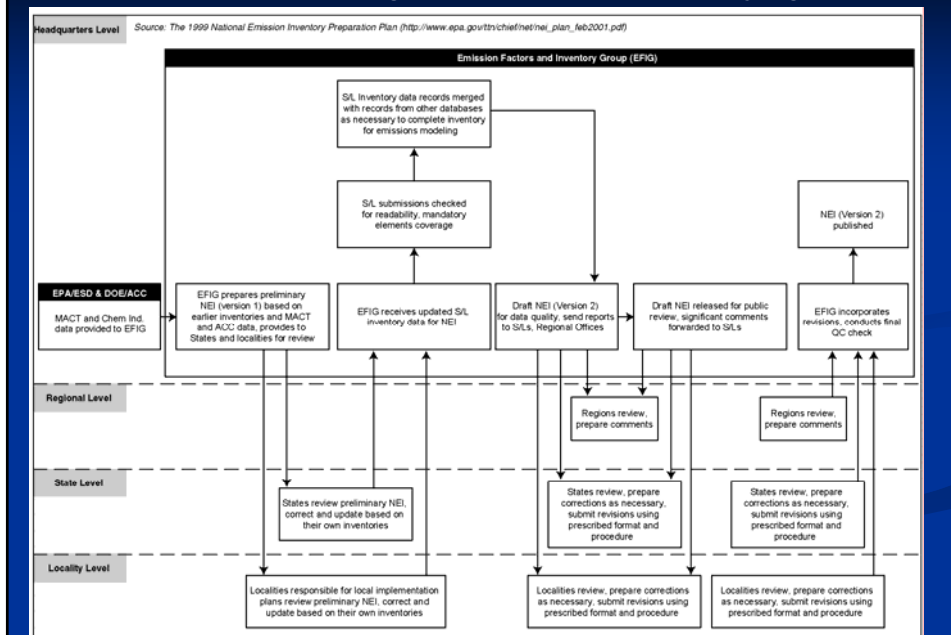 Headquarters Level
Source: The 1999 National Emission Inventory Preparation Plan (http://www.epa.gov/ttn/chief/net/nei_plan_feb2001.pdf)
Emission Factors and Inventory Group (EFIG)
S/L Inventory data records merged
with records from other databases
as necessary to complete inventory
for emissions modeling
S/L submissions checked
for readability, mandatory
elements coverage
NEI (Version 2)
published
EPA/ESD & DOE/ACC
MACT and Chem Ind.
data provided to EFIG
EFIG prepares preliminary
NEI (version 1) based on
earlier inventories and MACT
and ACC data, provides to
States and localities for review
EFIG receives updated S/L
inventory data for NEI
Draft NEI (Version 2)
for data quality, send reports
to S/Ls, Regional Offices
Draft NEI released for public
review, significant comments
forwarded to S/Ls
EFIG incorporates
revisions, conducts final
QC check
Regional Level
Regions review,
prepare comments
Regions review,
prepare comments
State Level
States review preliminary NEI,
correct and update based on
their own inventories
States review, prepare
corrections as necessary,
submit revisions using
prescribed format and
procedure
States review, prepare
corrections as necessary,
submit revisions using
prescribed format and
procedure
Locality Level
Localities responsible for local implementation
plans review preliminary NEI, correct and
update based on their own inventories
Localities review, prepare corrections
as necessary, submit revisions using
prescribed format and procedure
Localities review, prepare corrections
as necessary, submit revisions using
prescribed format and procedure